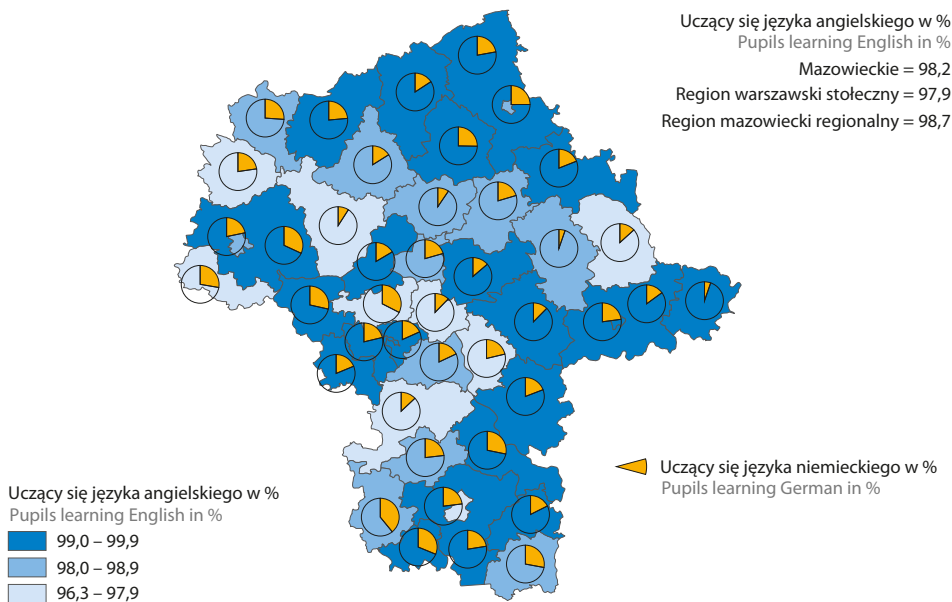 Uczący się języka angielskiego w %
Pupils learning English in %
Mazowieckie = 98,2
Region warszawski stołeczny = 97,9
Region mazowiecki regionalny = 98,7
Uczący się języka niemieckiego w %
Pupils learning German in %
Uczący się języka angielskiego w %
Pupils learning English in %
99,0 – 99,9
98,0 – 98,9
96,3 – 97,9